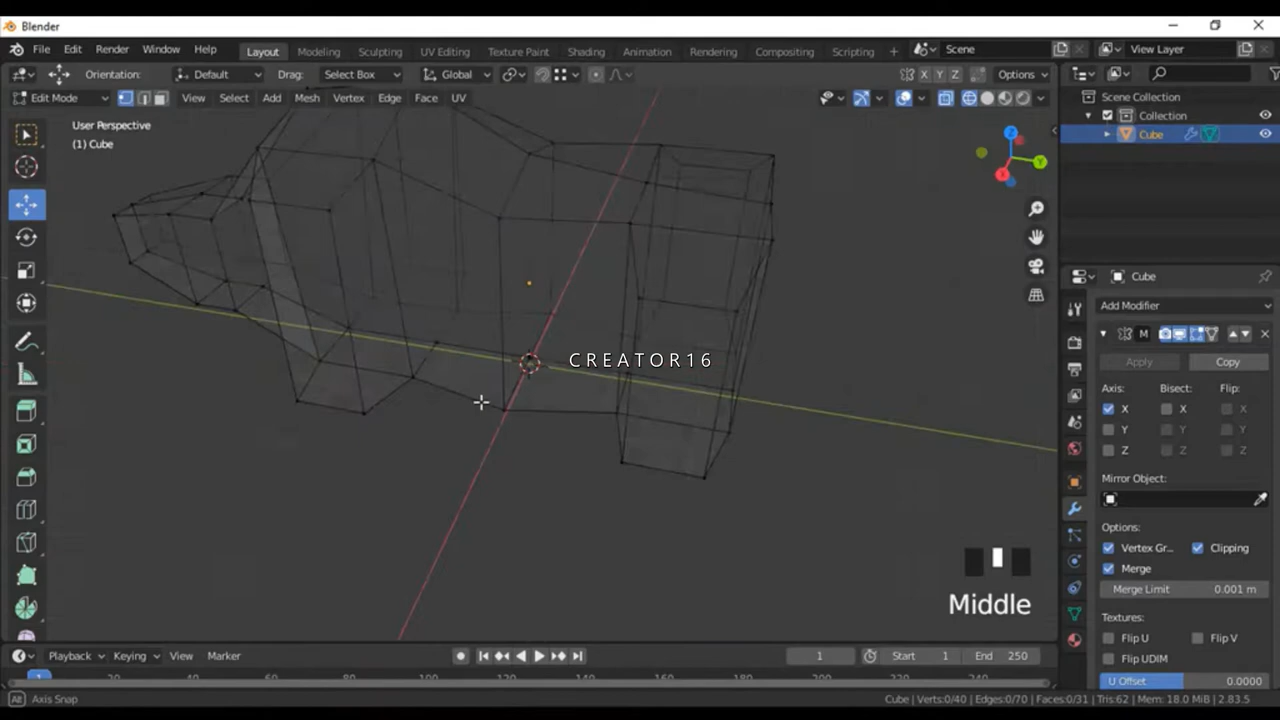 Blender
File Edit Render Window Help Layout Modeling Sculpting UV Editing Texture Paint Shading Animation Rendering Compositing Scripting + Scene View Layer
Orientation: Default Drag: Select Box Global X Y Z Options
Edit Mode View Select Add Mesh Vertex Edge Face UV
Scene Collection
Collection
Cube
User Perspective
(1) Cube
Z
Y
X
Cube
Add Modifier
M
Apply Copy
Axis: Bisect: Flip:
X X X
Y Y Y
Z Z Z
Mirror Object:
CREATOR16
Options:
Vertex Gr... Clipping
Merge
Merge Limit 0.001 m
Textures:
Flip U Flip V
Flip UDIM
U Offset 0.0000
Middle
Playback Keying View Marker 1 Start 1 End 250
Alt Axis Snap
Cube | Verts:0/40 | Edges:0/70 | Faces:0/31 | Tris:62 | Mem: 18.0 MiB | 2.83.5